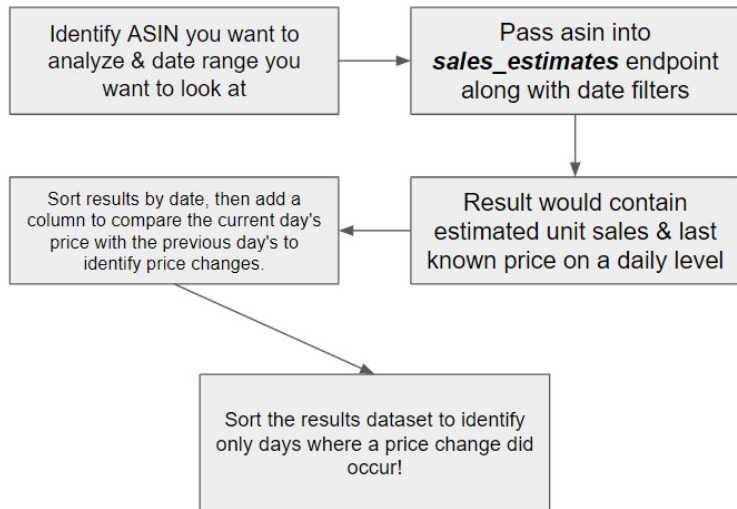 Identify ASIN you want to
analyze & date range you
want to look at
Pass asin into
sales_estimates endpoint
along with date filters
Result would contain
estimated unit sales & last
known price on a daily level
Sort results by date, then add a
column to compare the current day's
price with the previous day's to
identify price changes.
Sort the results dataset to identify
only days where a price change did
occur!